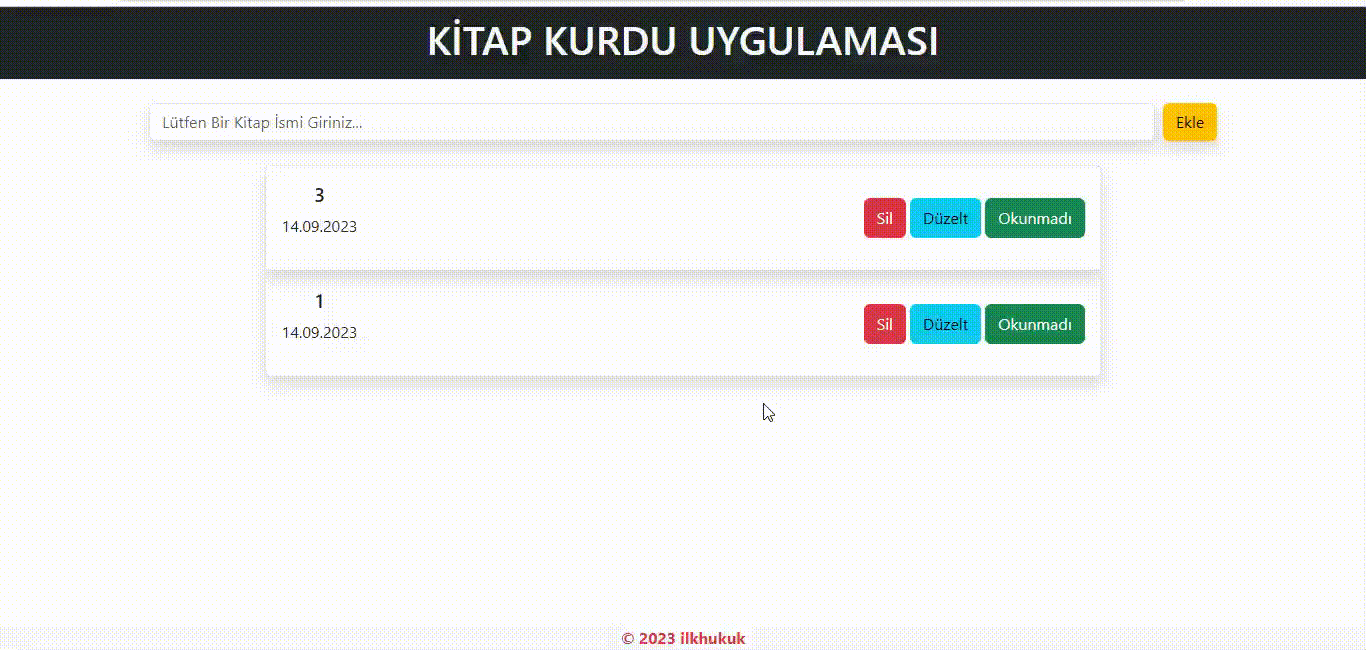 KİTAP KURDU UYGULAMASI
Lütfen Bir Kitap İsmi Giriniz...
Ekle
3
14.09.2023
Sil
Düzelt
Okunmadı
1
14.09.2023
Sil
Düzelt
Okunmadı
© 2023 ilkhukuk